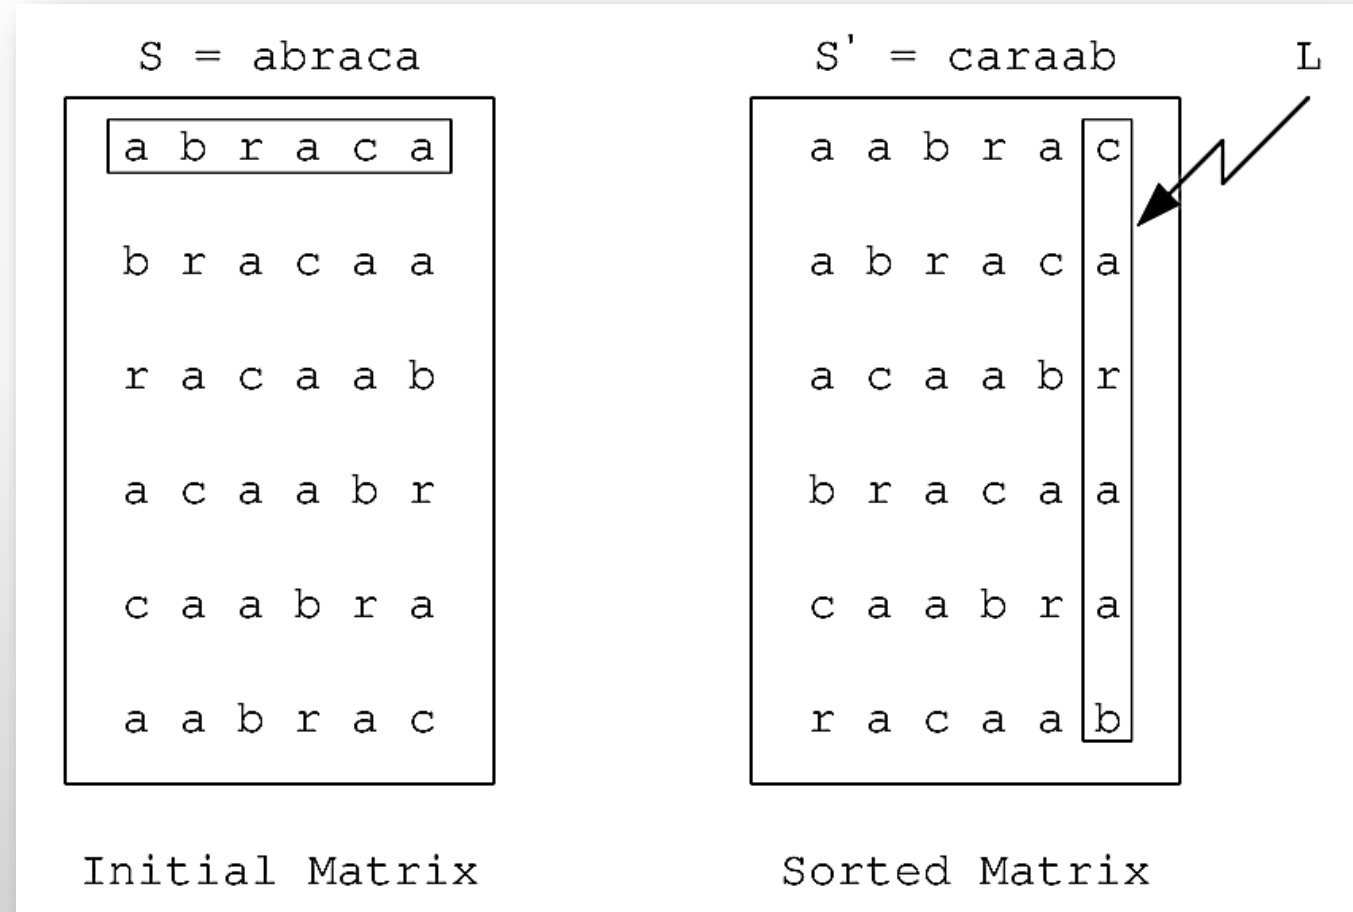 S = abraca
a b r a c a
b r a c a a
r a c a a b
a c a a b r
c a a b r a
a a b r a c
Initial Matrix
S' = caraab
L
a a b r a c
a b r a c a
a c a a b r
b r a c a a
c a a b r a
r a c a a b
Sorted Matrix